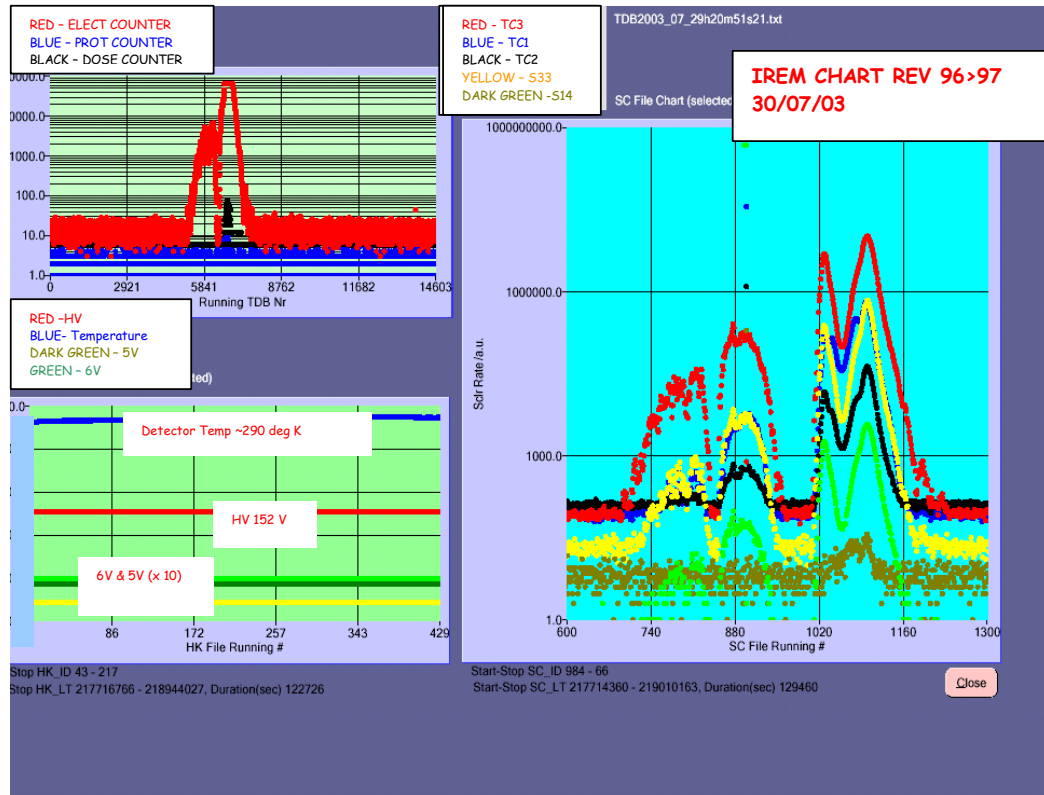 RED – ELECT COUNTER
BLUE – PROT COUNTER
BLACK – DOSE COUNTER
0000.0
1000.0
100.0
10.0
1.0
0 2921 5841 8762 11682 14603
Running TDB Nr
RED - TC3
BLUE – TC1
BLACK – TC2
YELLOW – S33
DARK GREEN -S14
TDB2003_07_29h20m51s21.txt
SC File Chart (selected
IREM CHART REV 96>97
30/07/03
1000000000.0
1000000.0
1000.0
1.0
Sclr Rate /a.u.
600 740 880 1020 1160 1300
SC File Running #
RED –HV
BLUE- Temperature
DARK GREEN – 5V
GREEN – 6V
ted)
0.0
Detector Temp ~290 deg K
HV 152 V
6V & 5V (x 10)
86 172 257 343 429
HK File Running #
Stop HK_ID 43 - 217
Stop HK_LT 217716766 - 218944027, Duration(sec) 122726
Start-Stop SC_ID 984 - 66
Start-Stop SC_LT 217714360 - 219010163, Duration(sec) 129460
Close